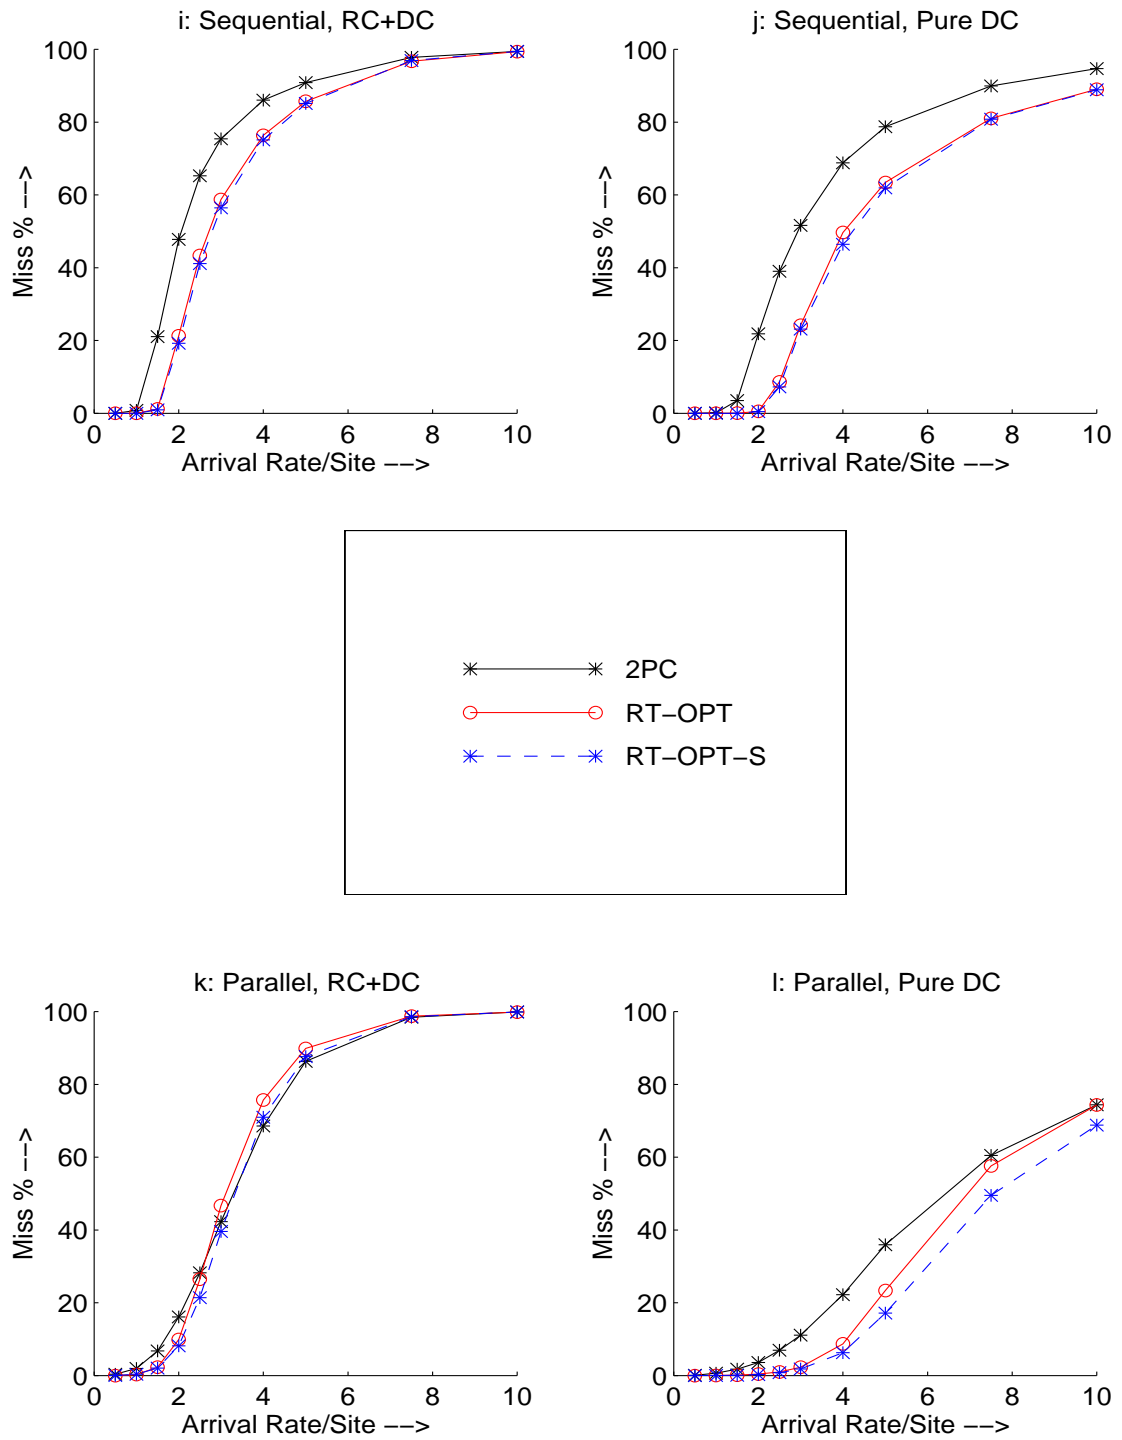 i: Sequential, RC+DC
100
80
60
40
20
0
Miss % −−>
0 2 4 6 8 10
Arrival Rate/Site −−>
j: Sequential, Pure DC
100
80
60
40
20
0
Miss % −−>
0 2 4 6 8 10
Arrival Rate/Site −−>
2PC
RT−OPT
RT−OPT−S
k: Parallel, RC+DC
100
80
60
40
20
0
Miss % −−>
0 2 4 6 8 10
Arrival Rate/Site −−>
l: Parallel, Pure DC
100
80
60
40
20
0
Miss % −−>
0 2 4 6 8 10
Arrival Rate/Site −−>